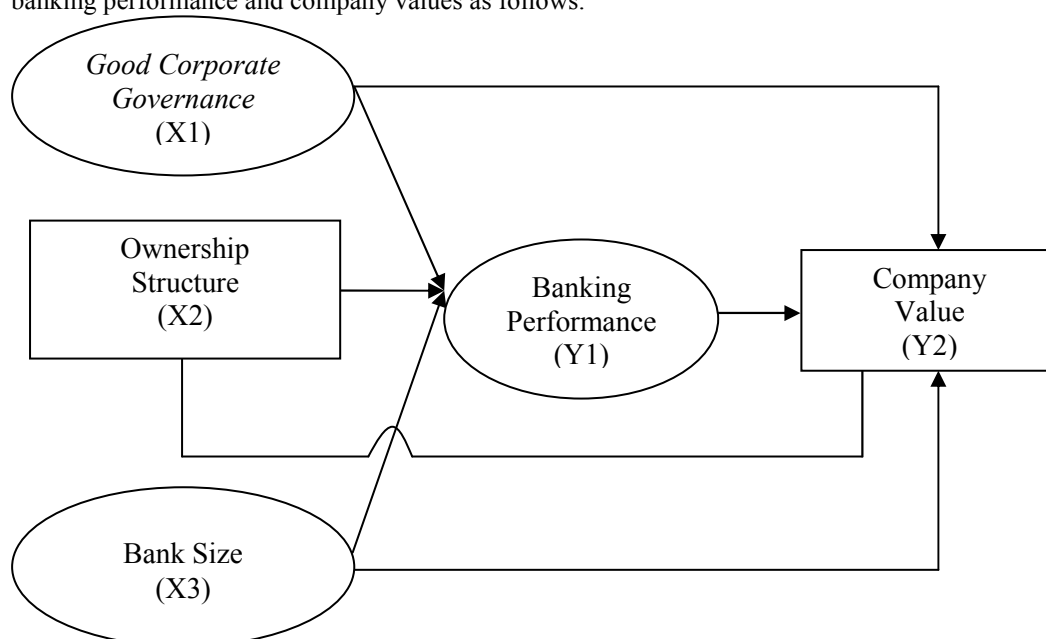 banking performance and company values as follows.
Good Corporate
Governance
(X1)
Ownership
Structure
(X2)
Banking
Performance
(Y1)
Company
Value
(Y2)
Bank Size
(X3)